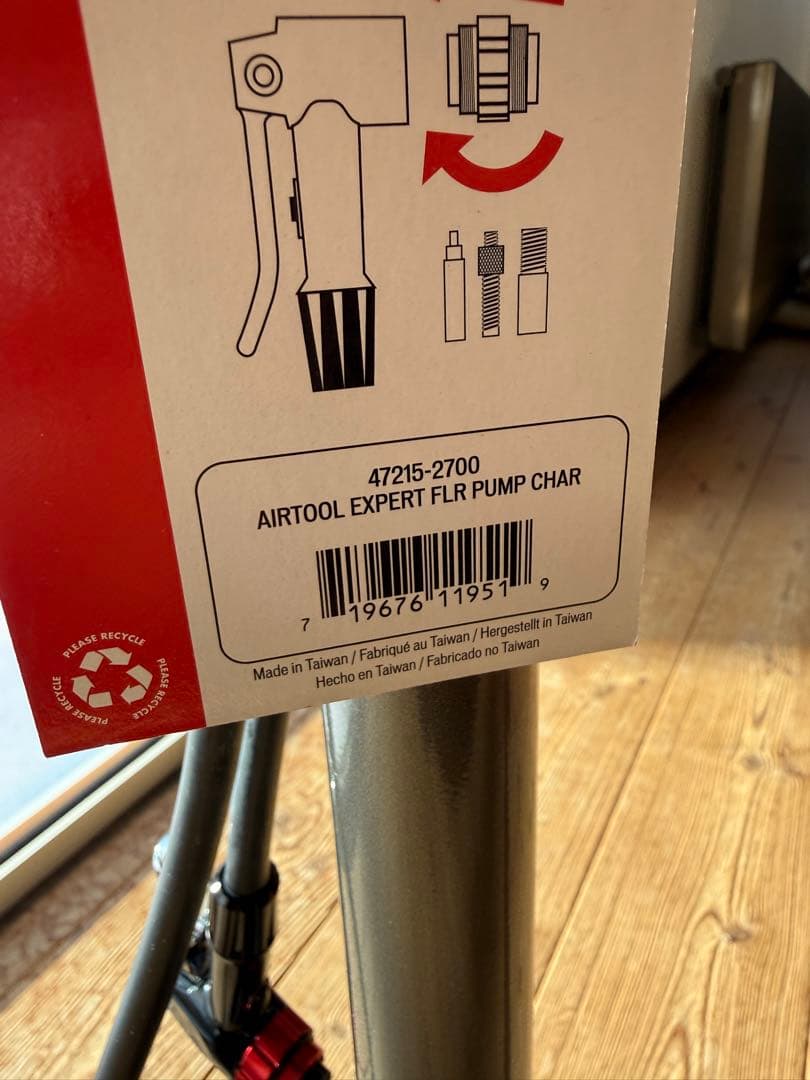 47215-2700
AIRTOOL EXPERT FLR PUMP CHAR
7 19676 11951 9
Made in Taiwan / Fabriqué au Taiwan / Hergestellt in Taiwan
Hecho en Taiwan / Fabricado no Taiwan
PLEASE RECYCLE
PLEASE RECYCLE
PLEASE RECYCLE